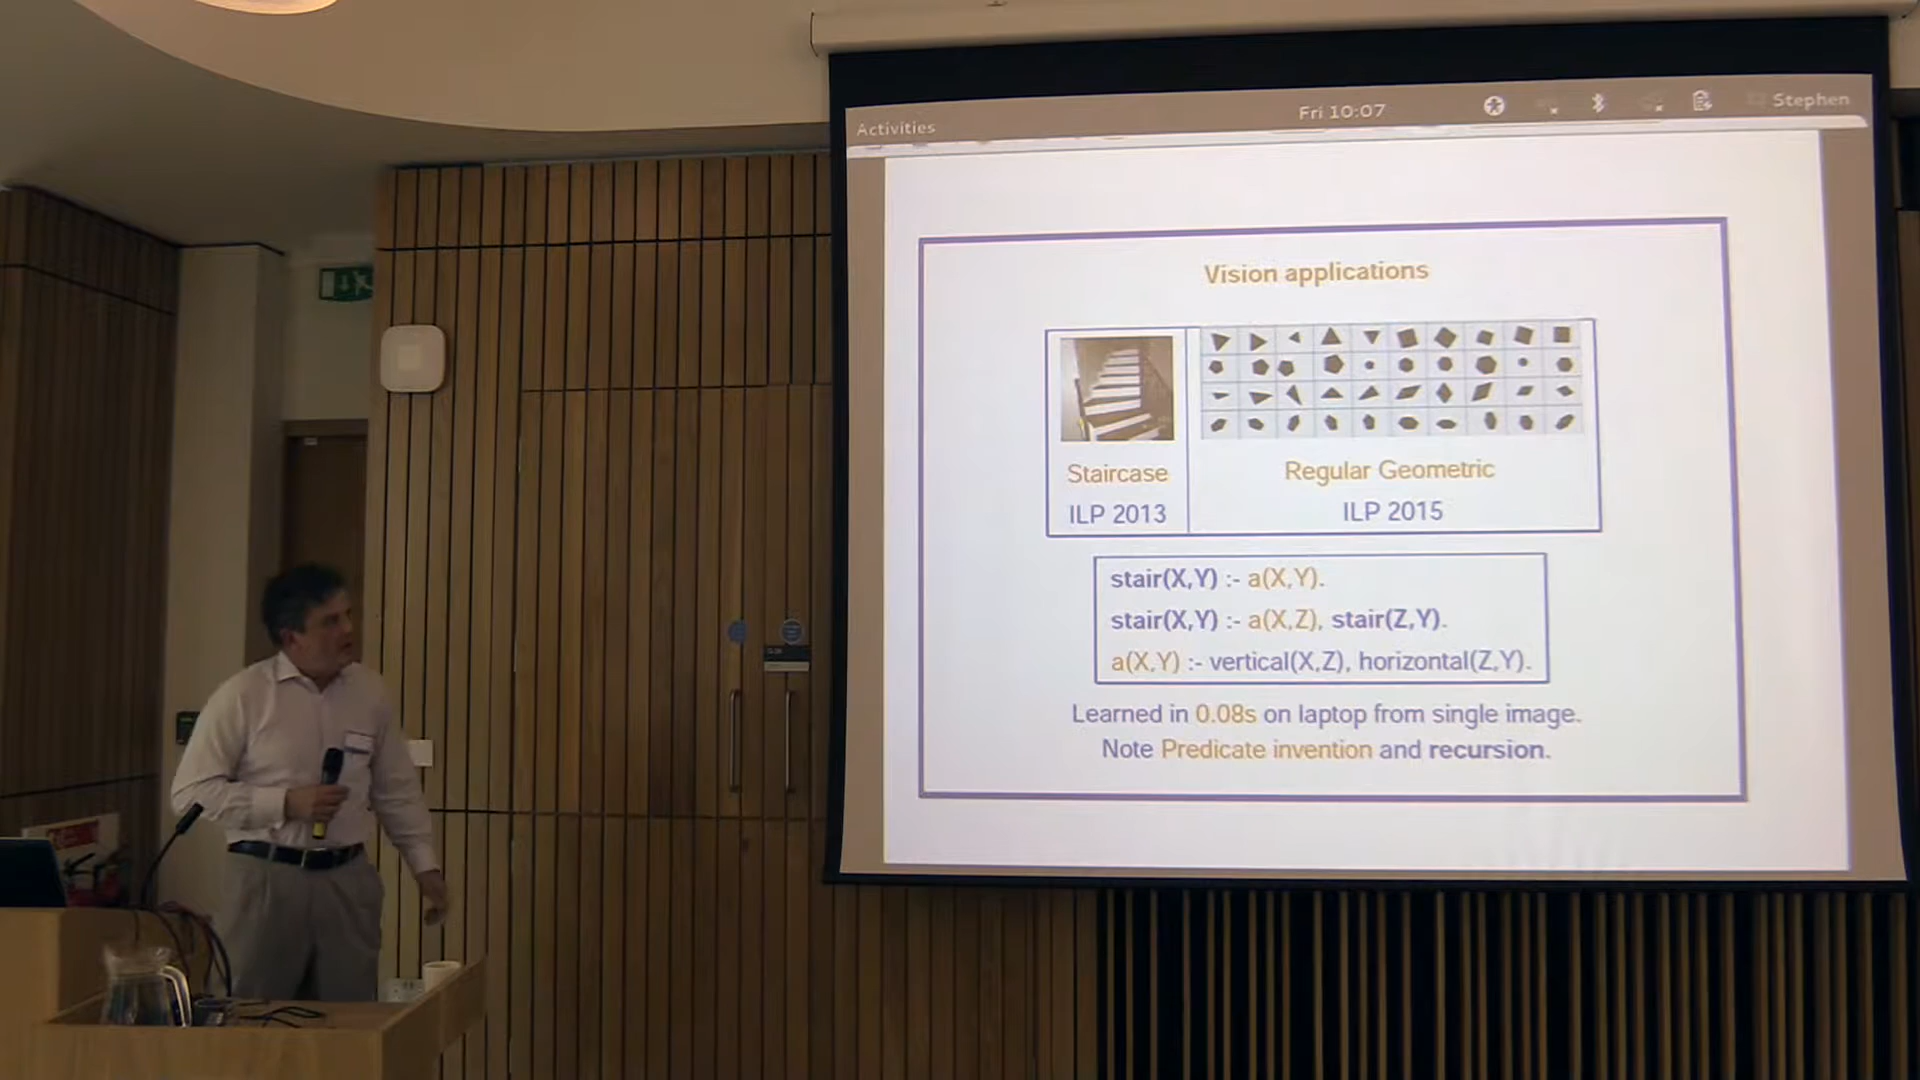 Activities
Fri 10:07
Stephen
Vision applications
Staircase
ILP 2013
Regular Geometric
ILP 2015
stair(X,Y) :- a(X,Y).
stair(X,Y) :- a(X,Z), stair(Z,Y).
a(X,Y) :- vertical(X,Z), horizontal(Z,Y).
Learned in 0.08s on laptop from single image.
Note Predicate invention and recursion.